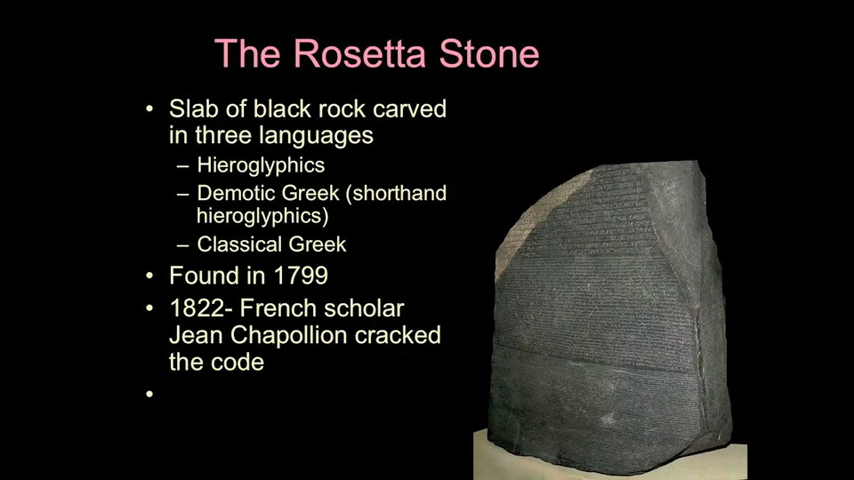 The Rosetta Stone
• Slab of black rock carved
in three languages
– Hieroglyphics
– Demotic Greek (shorthand
hieroglyphics)
– Classical Greek
• Found in 1799
• 1822- French scholar
Jean Chapollion cracked
the code
•